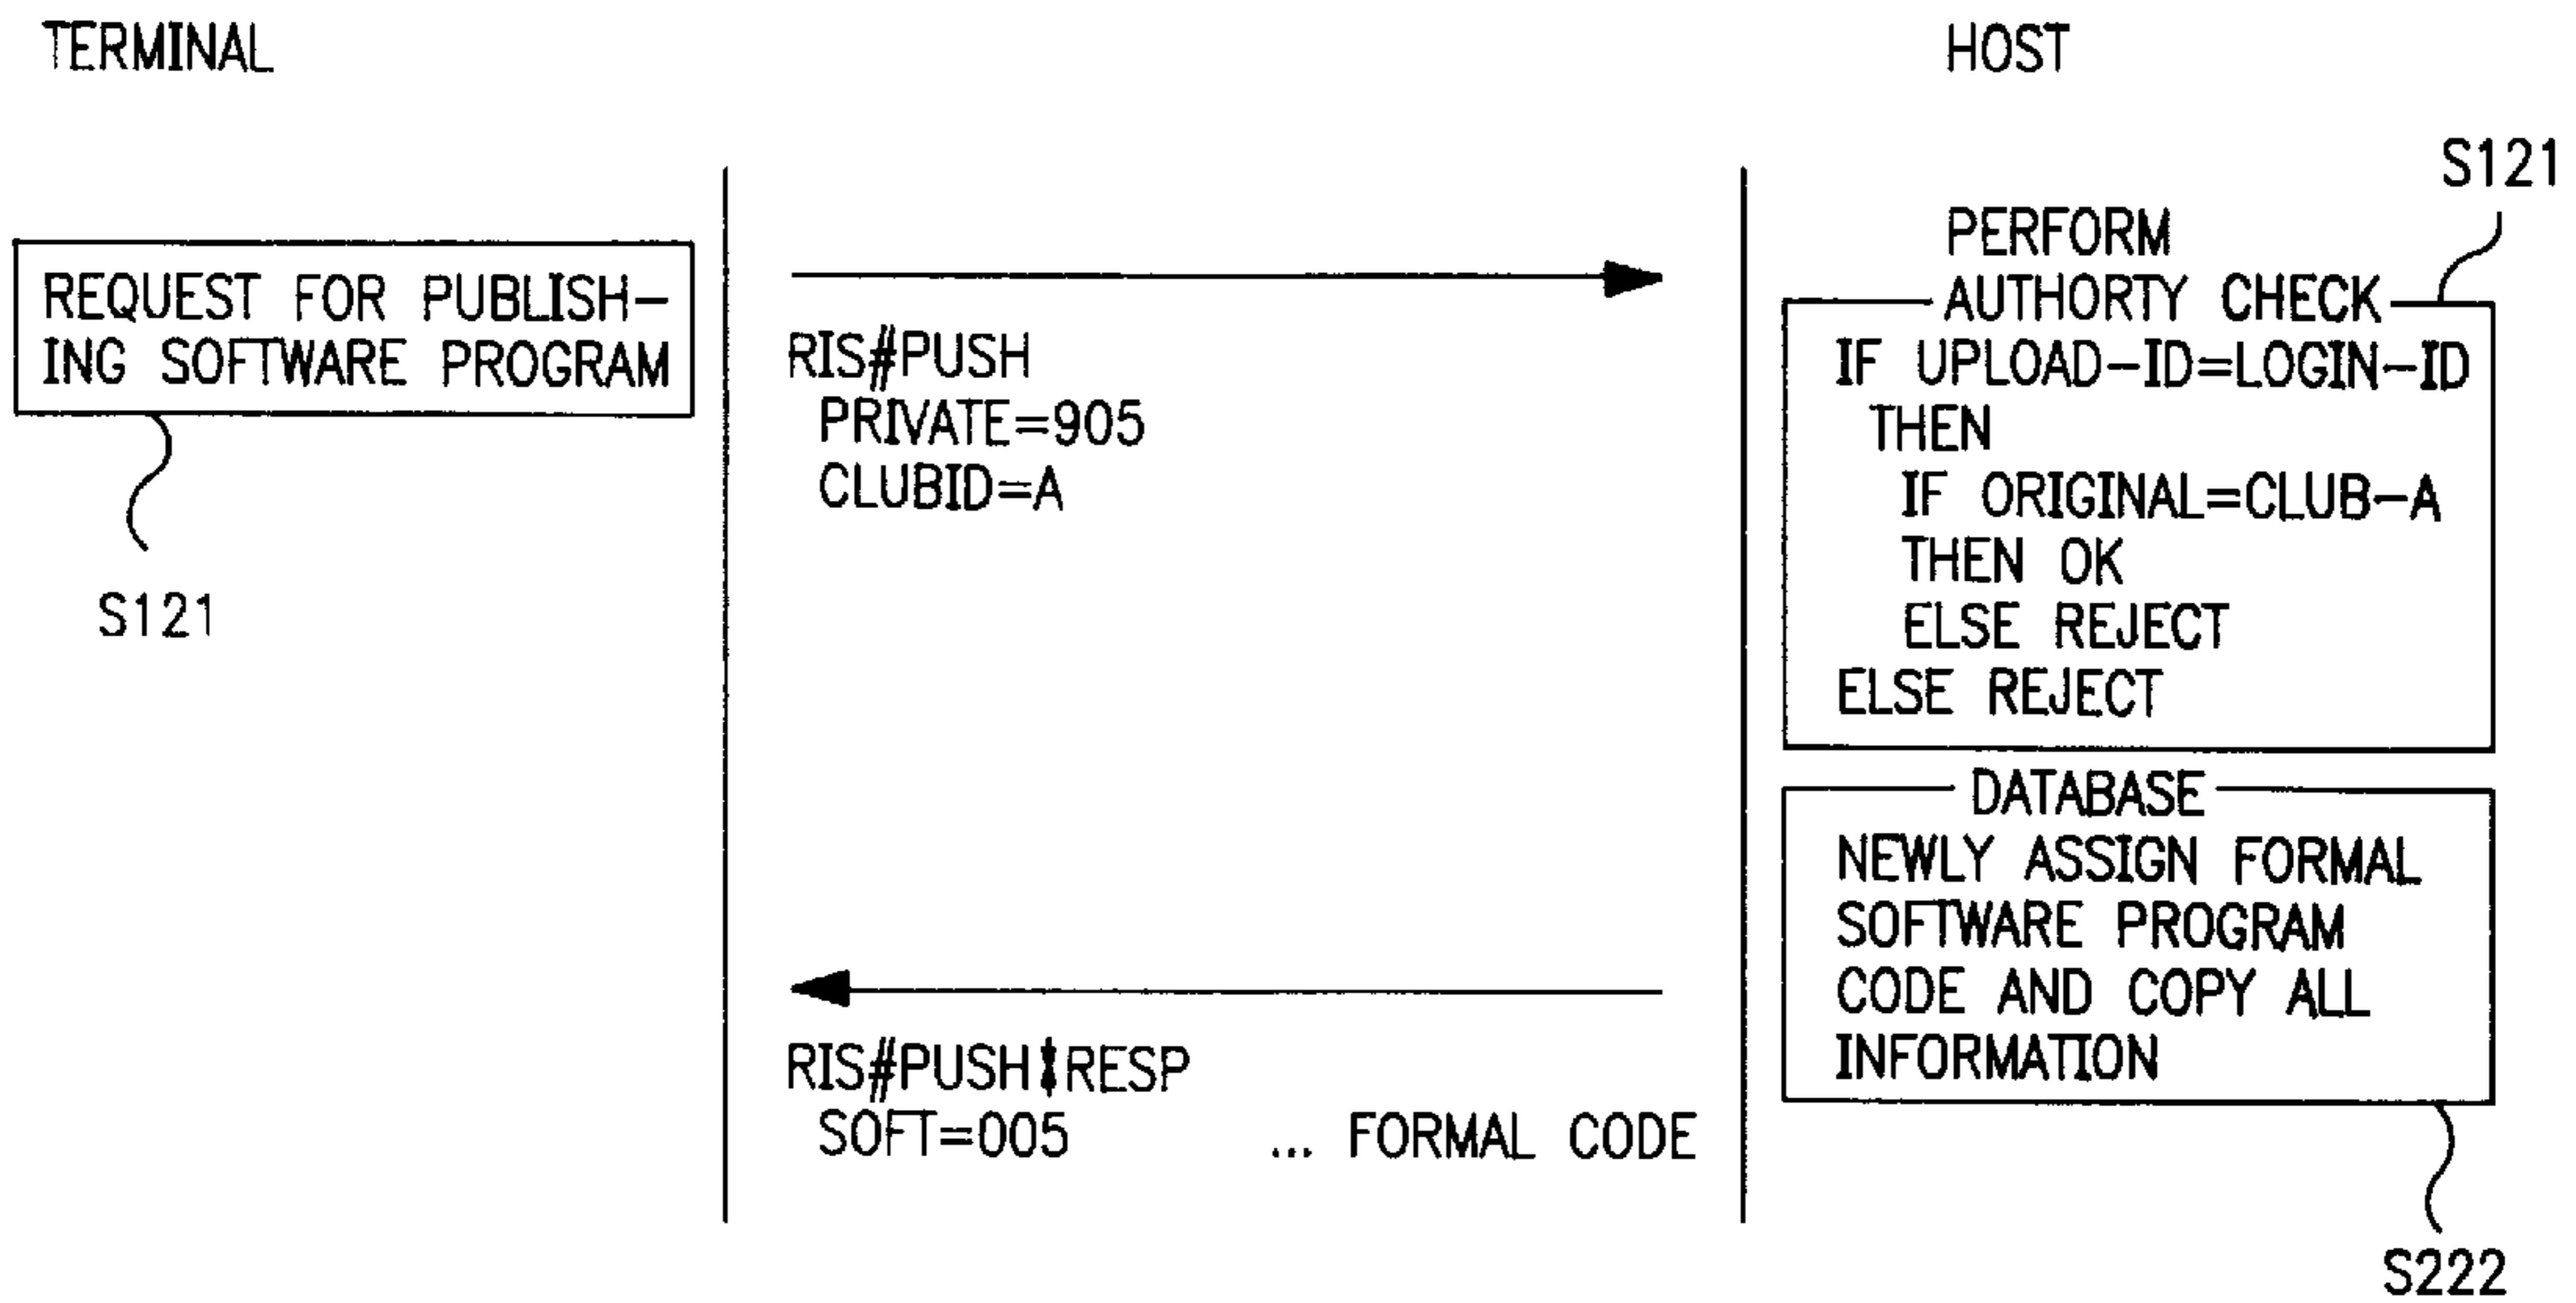 TERMINAL
HOST
REQUEST FOR PUBLISH-
ING SOFTWARE PROGRAM
S121
RIS#PUSH
PRIVATE=905
CLUBID=A
S121
PERFORM
AUTHORTY CHECK
IF UPLOAD-ID=LOGIN-ID
THEN
IF ORIGINAL=CLUB-A
THEN OK
ELSE REJECT
ELSE REJECT
DATABASE
NEWLY ASSIGN FORMAL
SOFTWARE PROGRAM
CODE AND COPY ALL
INFORMATION
S222
RIS#PUSH*RESP
SOFT=005 ... FORMAL CODE